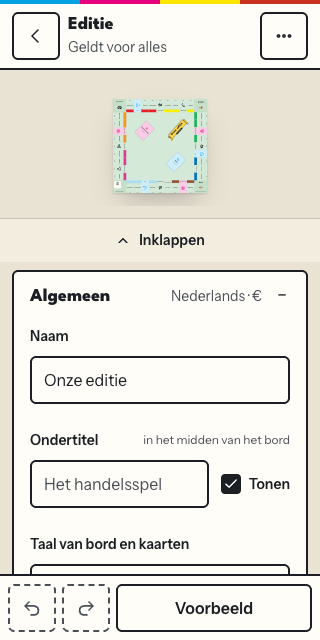 Editie
Geldt voor alles
Inklappen
Algemeen
Nederlands · €
Naam
Onze editie
Ondertitel
in het midden van het bord
Het handelsspel
Tonen
Taal van bord en kaarten
Voorbeeld